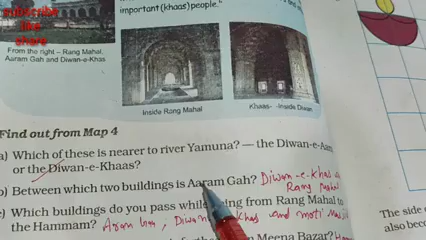 important (khaas) people."
subscribe
like
share
From the right – Rang Mahal,
Aaram Gah and Diwan-e-Khas
Inside Rang Mahal
Khaas- -Inside Diwan
Find out from Map 4
a) Which of these is nearer to river Yamuna? — the Diwan-e-Aam
or the Diwan-e-Khaas?
b) Between which two buildings is Aaram Gah? Diwan-e-khas &
Rang Mahal
c) Which buildings do you pass while going from Rang Mahal to
the Hammam? Aram Gah, Diwan khas and moti
Meena Bazar?
The side
also beco